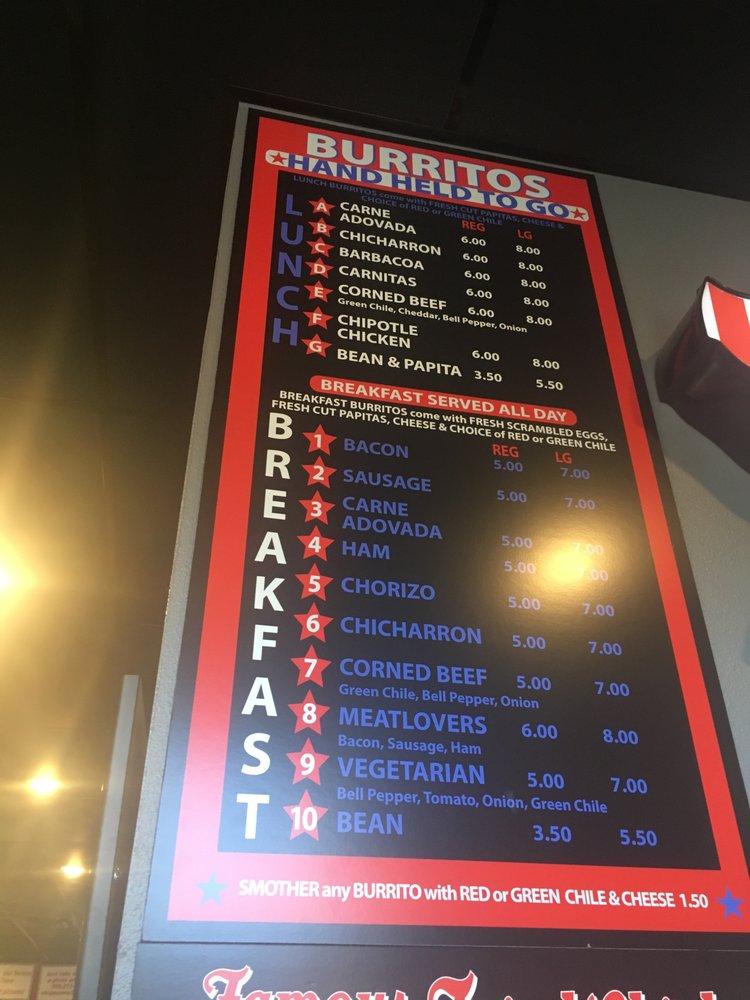 BURRITOS
HAND HELD TO GO
LUNCH BURRITOS come with FRESH CUT PAPITAS, CHEESE &
CHOICE of RED or GREEN CHILE
LUNCH
REG LG
A CARNE
ADOVADA 6.00 8.00
B CHICHARRON 6.00 8.00
C BARBACOA 6.00 8.00
D CARNITAS 6.00 8.00
E CORNED BEEF 6.00 8.00
Green Chile, Cheddar, Bell Pepper, Onion
F CHIPOTLE
CHICKEN 6.00 8.00
G BEAN & PAPITA 3.50 5.50
BREAKFAST SERVED ALL DAY
BREAKFAST BURRITOS come with FRESH SCRAMBLED EGGS,
FRESH CUT PAPITAS, CHEESE & CHOICE of RED or GREEN CHILE
BREAKFAST
REG LG
1 BACON 5.00 7.00
2 SAUSAGE 5.00 7.00
3 CARNE
ADOVADA 5.00 7.00
4 HAM 5.00 7.00
5 CHORIZO 5.00 7.00
6 CHICHARRON 5.00 7.00
7 CORNED BEEF 5.00 7.00
Green Chile, Bell Pepper, Onion
8 MEATLOVERS 6.00 8.00
Bacon, Sausage, Ham
9 VEGETARIAN 5.00 7.00
Bell Pepper, Tomato, Onion, Green Chile
10 BEAN 3.50 5.50
SMOTHER any BURRITO with RED or GREEN CHILE & CHEESE 1.50
Famous